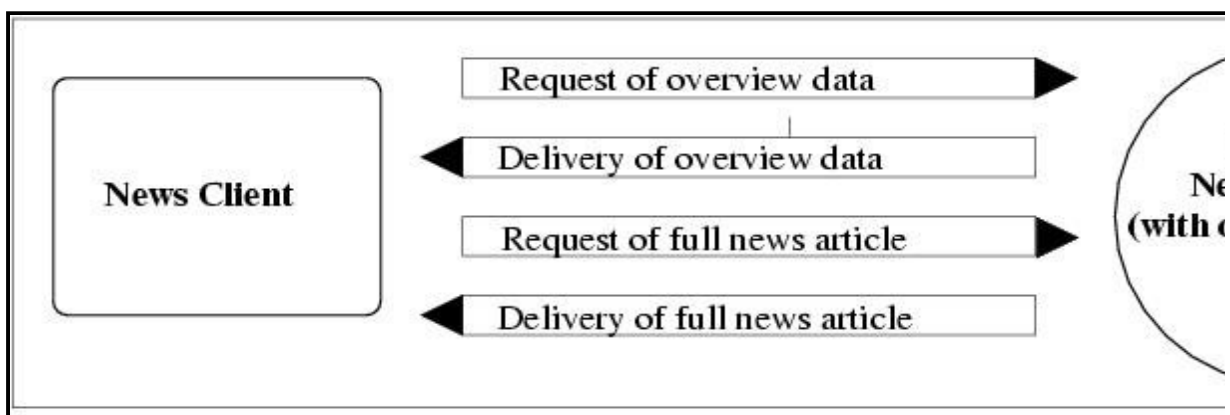 Request of overview data
Delivery of overview data
News Client
Request of full news article
Delivery of full news article
(with